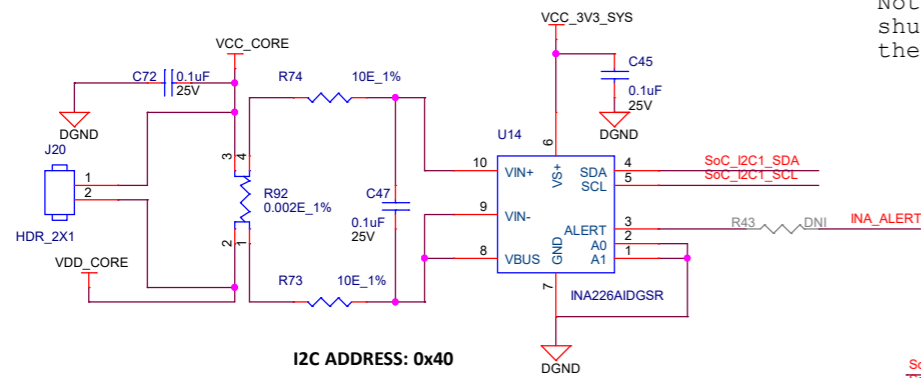 Not
shu
the
VCC_3V3_SYS
VCC_CORE
C72
0.1uF
25V
R74
10E_1%
C45
0.1uF
25V
DGND
DGND
U14
J20
1
2
HDR_2X1
3
4
R92
0.002E_1%
2
1
C47
0.1uF
25V
VDD_CORE
R73
10E_1%
10
VIN+
9
VIN-
8
VBUS
6
VS+
GND
7
SDA
4
SoC_I2C1_SDA
SCL
5
SoC_I2C1_SCL
ALERT
3
R43
DNI
INA_ALERT
A0
2
A1
1
INA226AIDGSR
I2C ADDRESS: 0x40
DGND